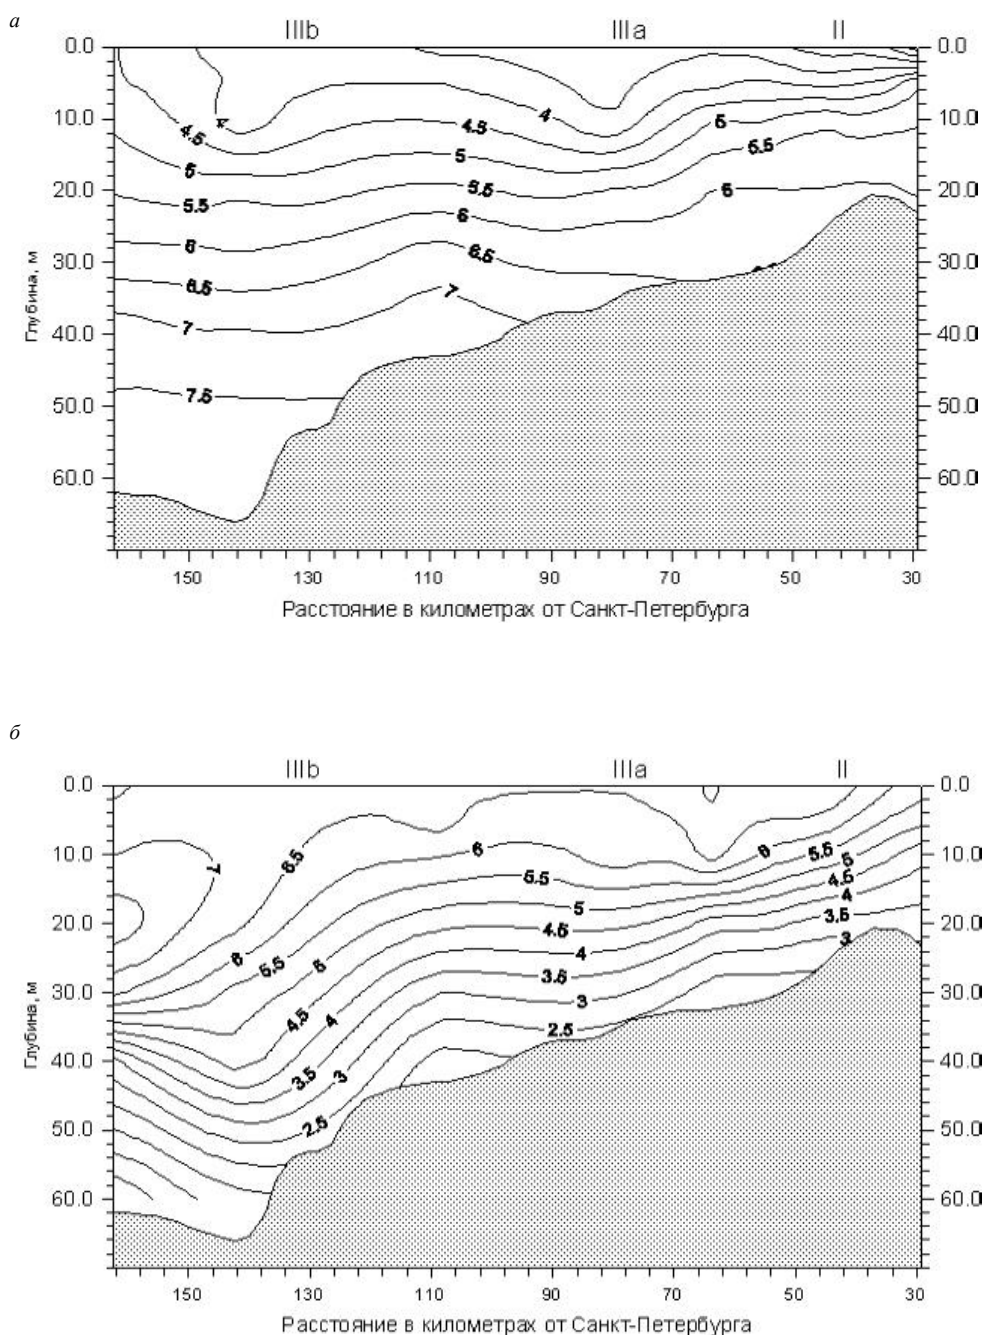 а
IIIb IIIa II
0.0 0.0
10.0 10.0
20.0 20.0
30.0 30.0
40.0 40.0
50.0 50.0
60.0 60.0
Глубина, м
4.5 4 4.5 4
5 5 5
5.5 5.5 5.5
6 6 6
6.5 6.5
7 7
7.5
150 130 110 90 70 50 30
Расстояние в километрах от Санкт-Петербурга
б
IIIb IIIa II
0.0 0.0
10.0 10.0
20.0 20.0
30.0 30.0
40.0 40.0
50.0 50.0
60.0 60.0
Глубина, м
7 6.5 6 6
5.5 5.5
5 5
6 5.5 5 4.5 4.5
4 4
3.5 3.5
4.5 4 3 3
3.5 3 2.5
2.5
150 130 110 90 70 50 30
Расстояние в километрах от Санкт-Петербурга